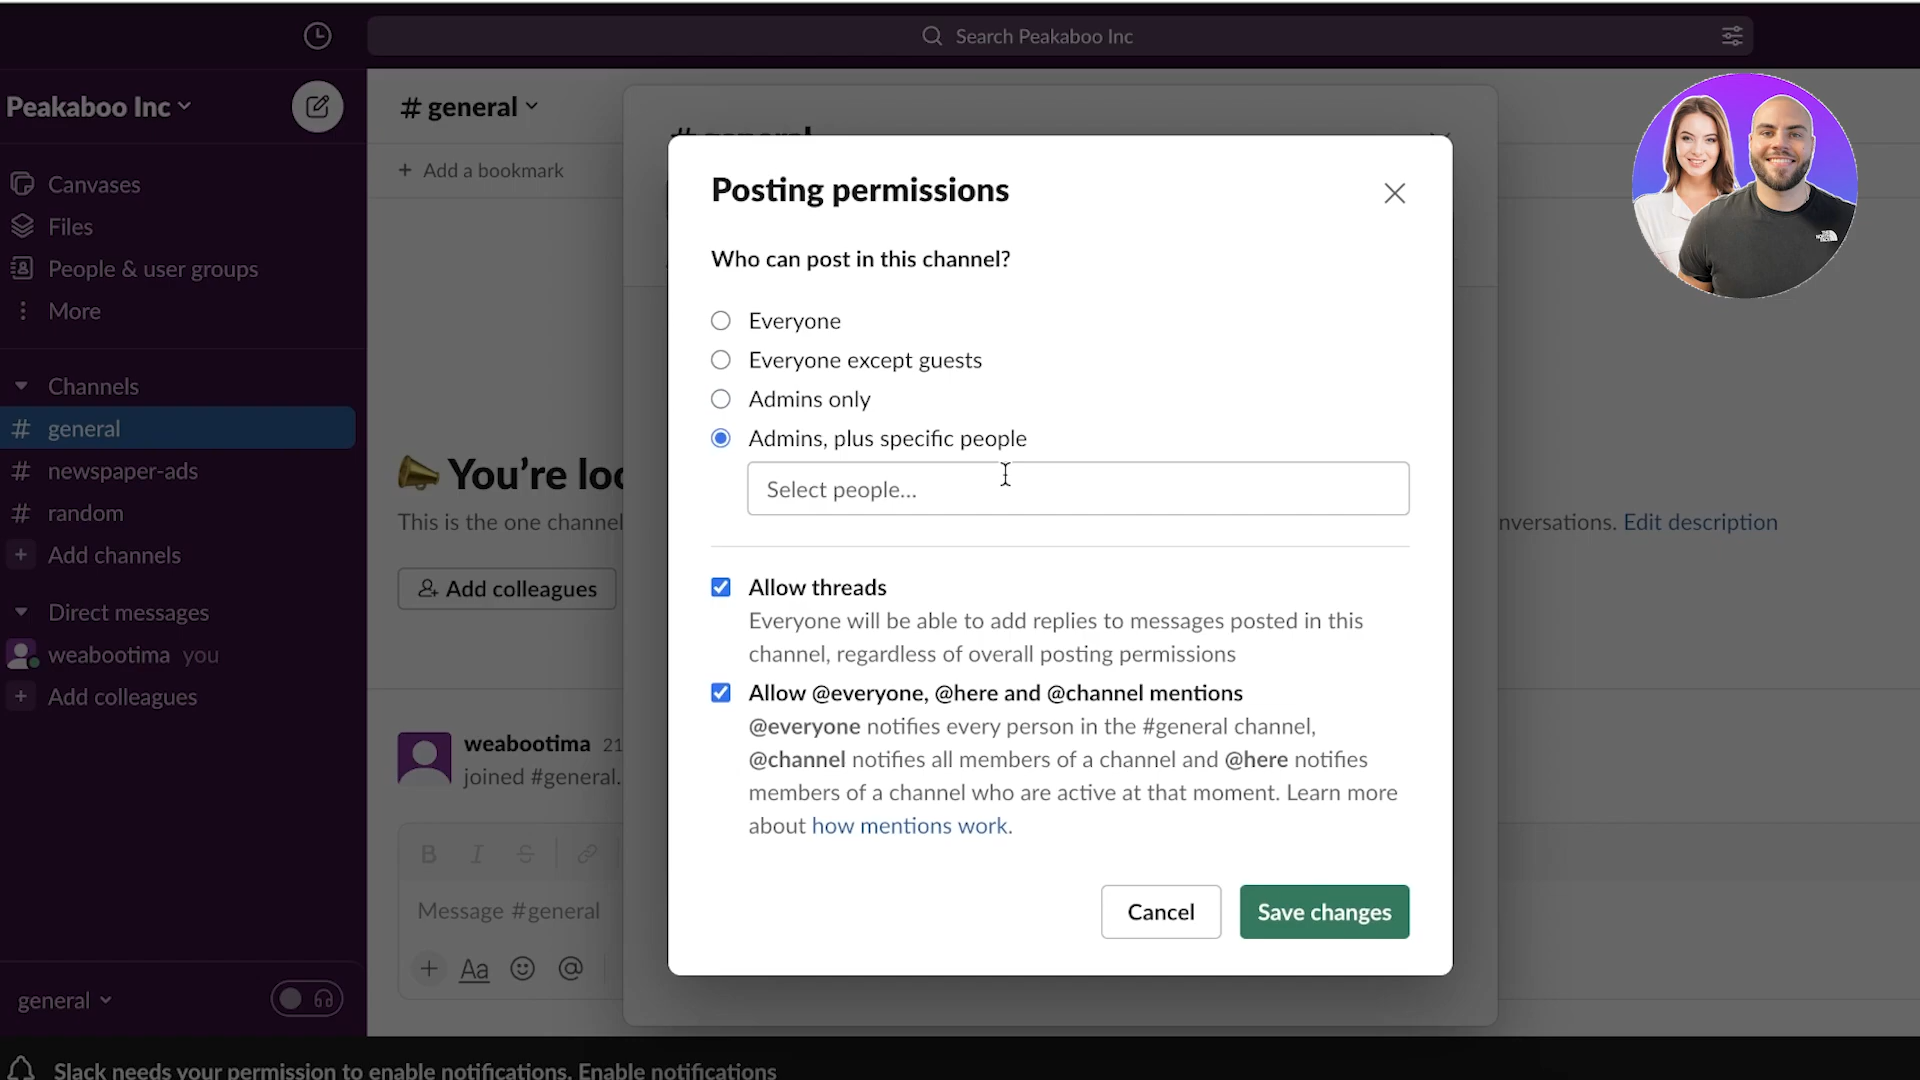 Search Peakaboo Inc
Peakaboo Inc
Canvases
Files
People & user groups
More
Channels
# general
# newspaper-ads
# random
+ Add channels
Direct messages
weabootima you
+ Add colleagues
general
# general
+ Add a bookmark
# general
You're loo
This is the one channel
nversations. Edit description
Add colleagues
weabootima 21
joined #general.
B I S
Message #general
+ Aa @
Posting permissions
Who can post in this channel?
Everyone
Everyone except guests
Admins only
Admins, plus specific people
Select people...
Allow threads
Everyone will be able to add replies to messages posted in this
channel, regardless of overall posting permissions
Allow @everyone, @here and @channel mentions
@everyone notifies every person in the #general channel,
@channel notifies all members of a channel and @here notifies
members of a channel who are active at that moment. Learn more
about how mentions work.
Cancel
Save changes
THE NORTH FACE
Slack needs your permission to enable notifications. Enable notifications